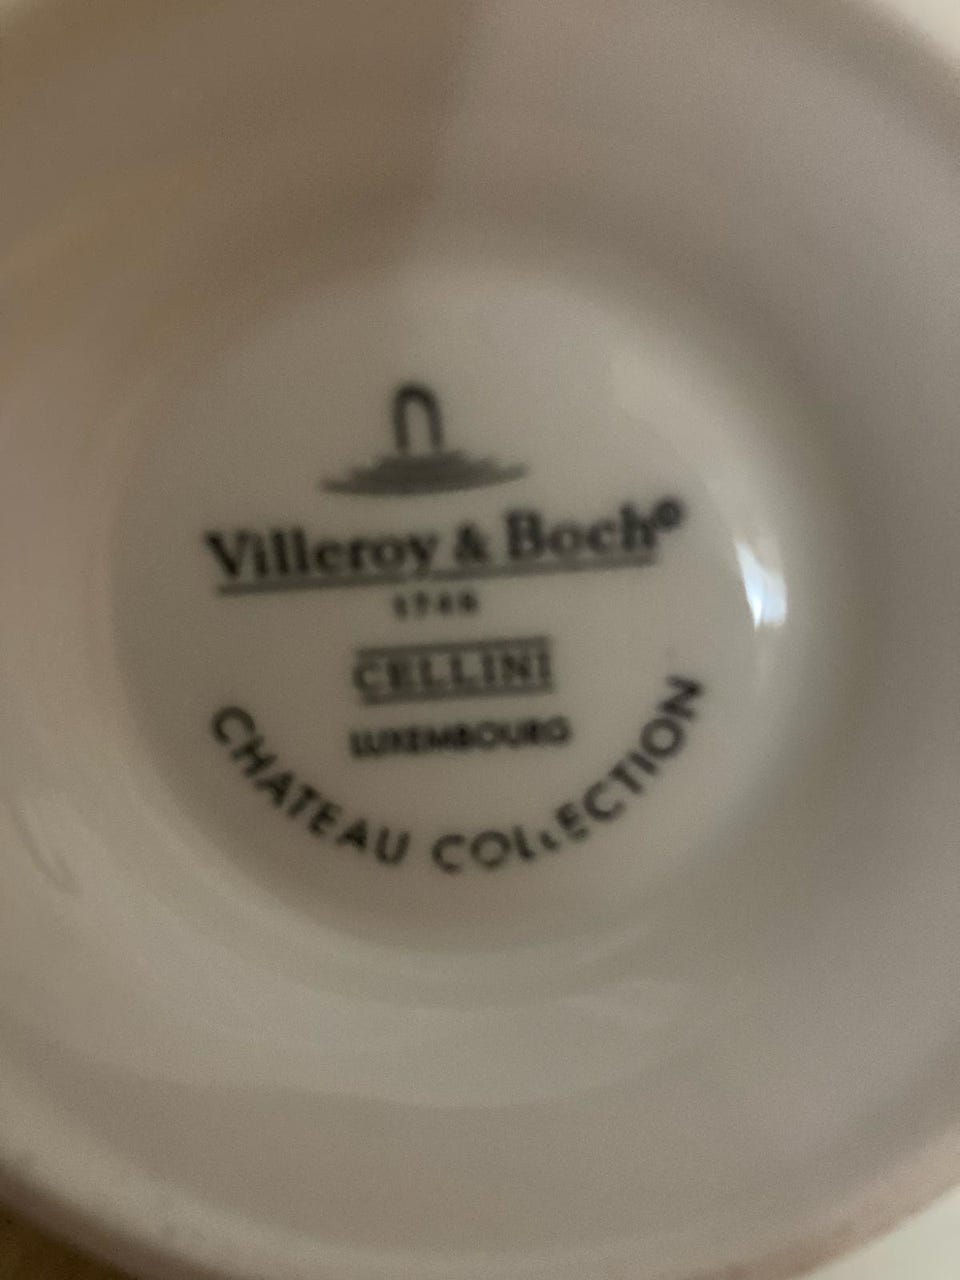 Villeroy & Boch®
1748
CELLINI
LUXEMBOURG
CHATEAU COLLECTION